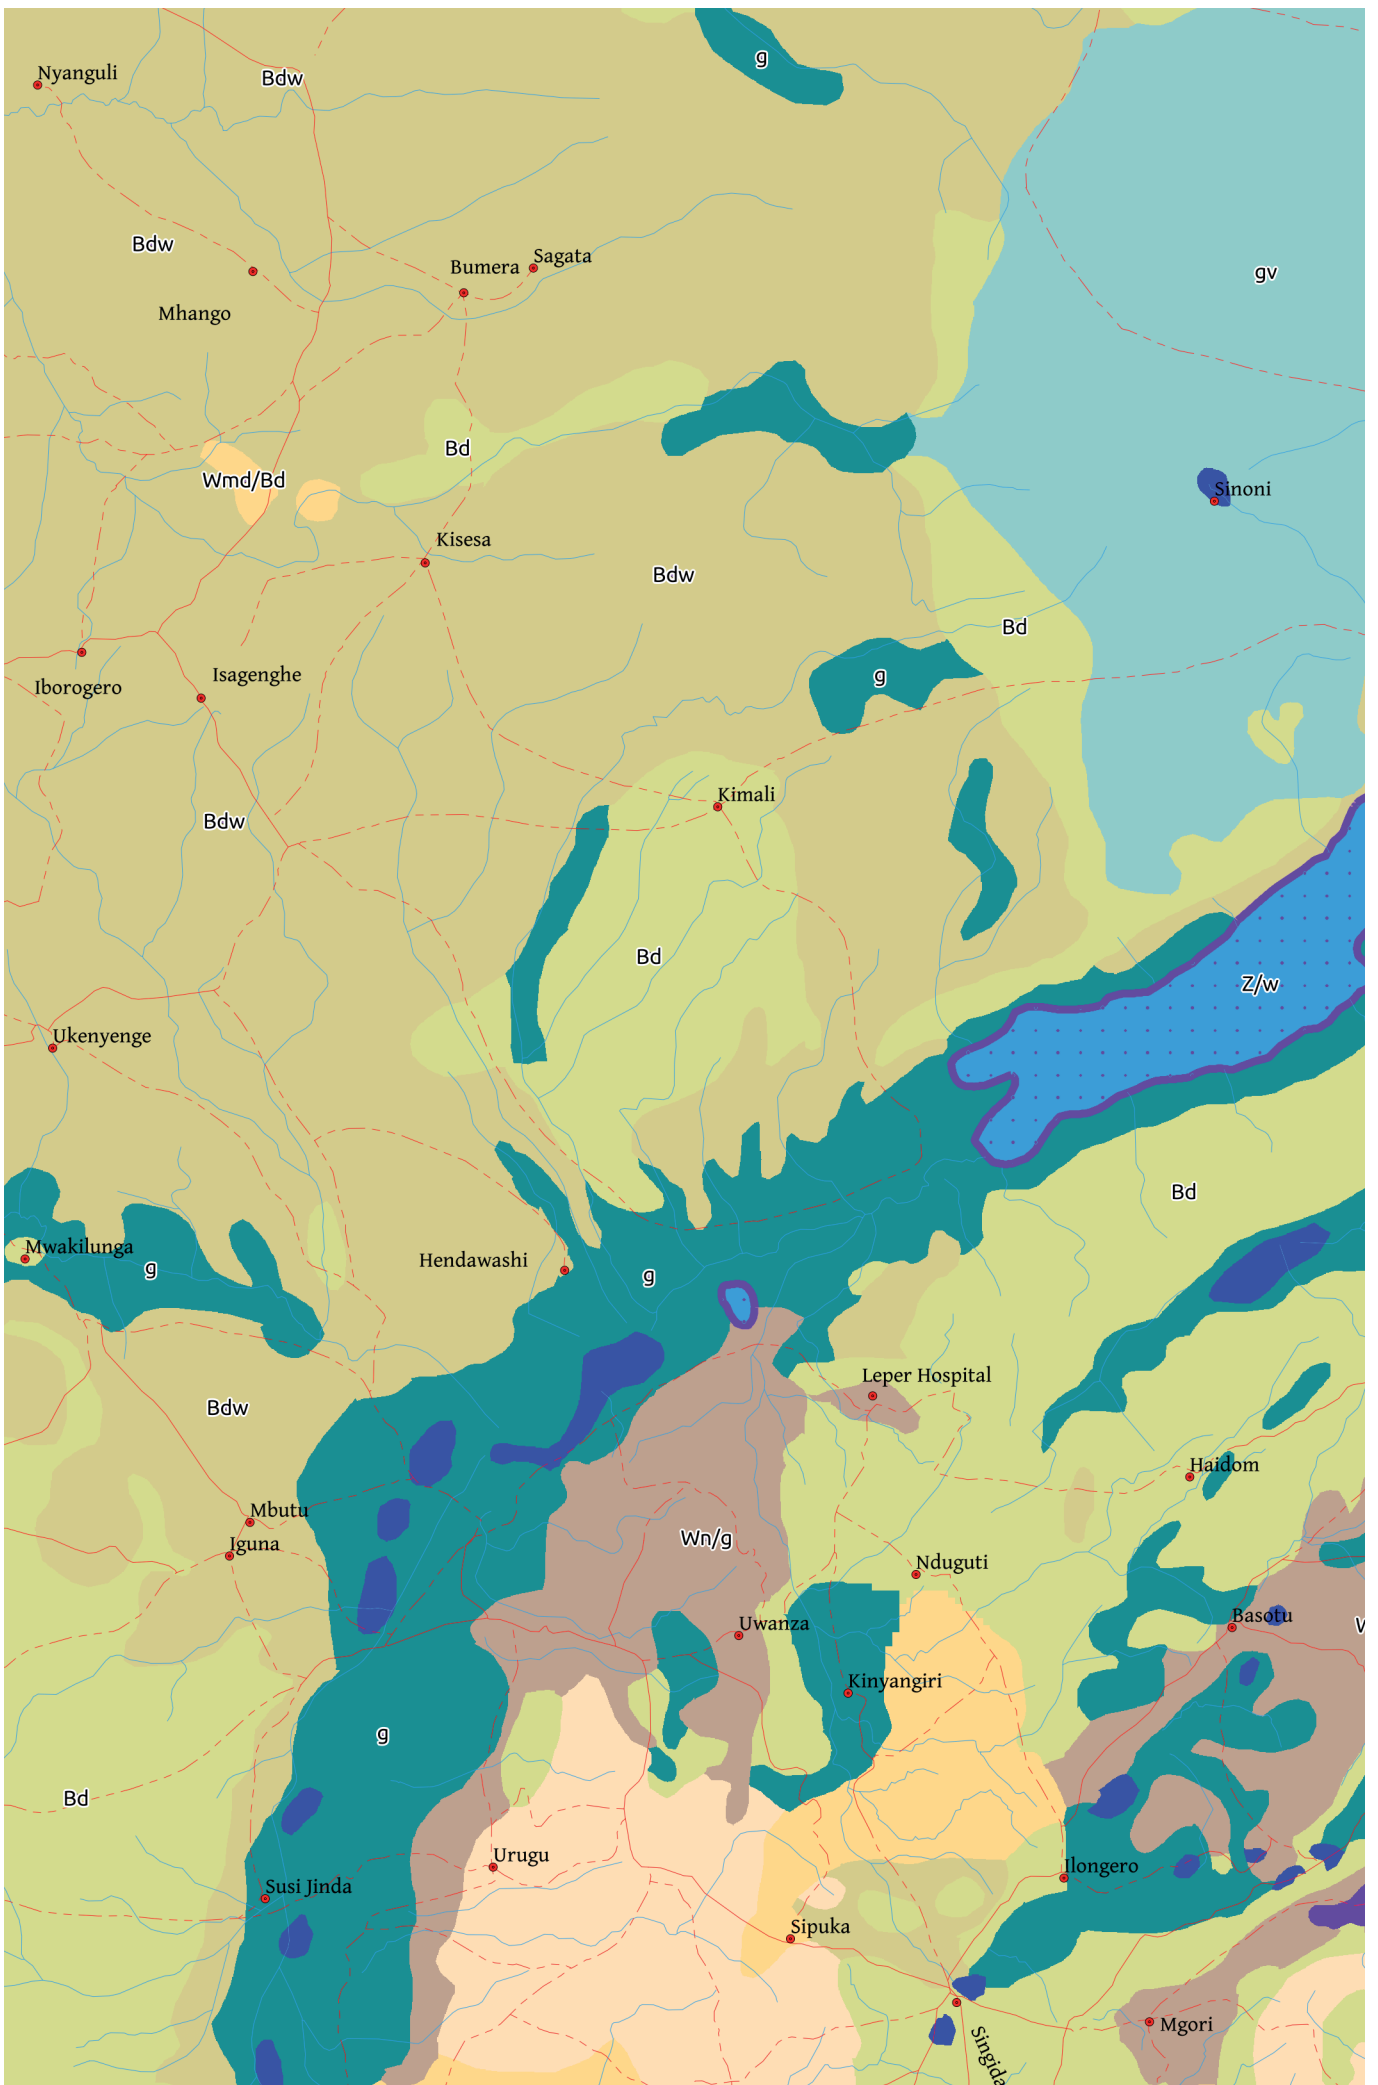 g
Nyanguli
Bdw
Bdw
Sagata
Bumera
gv
Mhango
Bd
Wmd/Bd
Sinoni
Kisesa
Bdw
Bd
Isagenghe
g
Iborogero
Kimali
Bdw
Bd
Z/w
Ukenyenge
Bd
Mwakilunga
Hendawashi
g
g
Leper Hospital
Bdw
Haidom
Mbutu
Wn/g
Iguna
Nduguti
Basotu
Uwanza
Kinyangiri
g
Bd
Urugu
Ilongero
Susi Jinda
Sipuka
Mgori
Singida